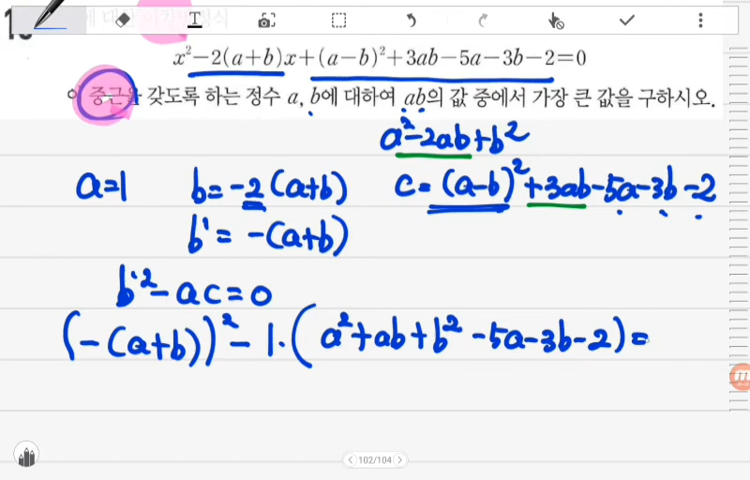 x²-2(a+b)x+(a-b)²+3ab-5a-3b-2=0
이 중근을 갖도록 하는 정수 a, b에 대하여 ab의 값 중에서 가장 큰 값을 구하시오.
a²-2ab+b²
a=1 b=-2(a+b) c=(a-b)²+3ab-5a-3b-2
b'=-(a+b)
b'²-ac=0
(-(a+b))²-1·(a²+ab+b²-5a-3b-2)=
102/104